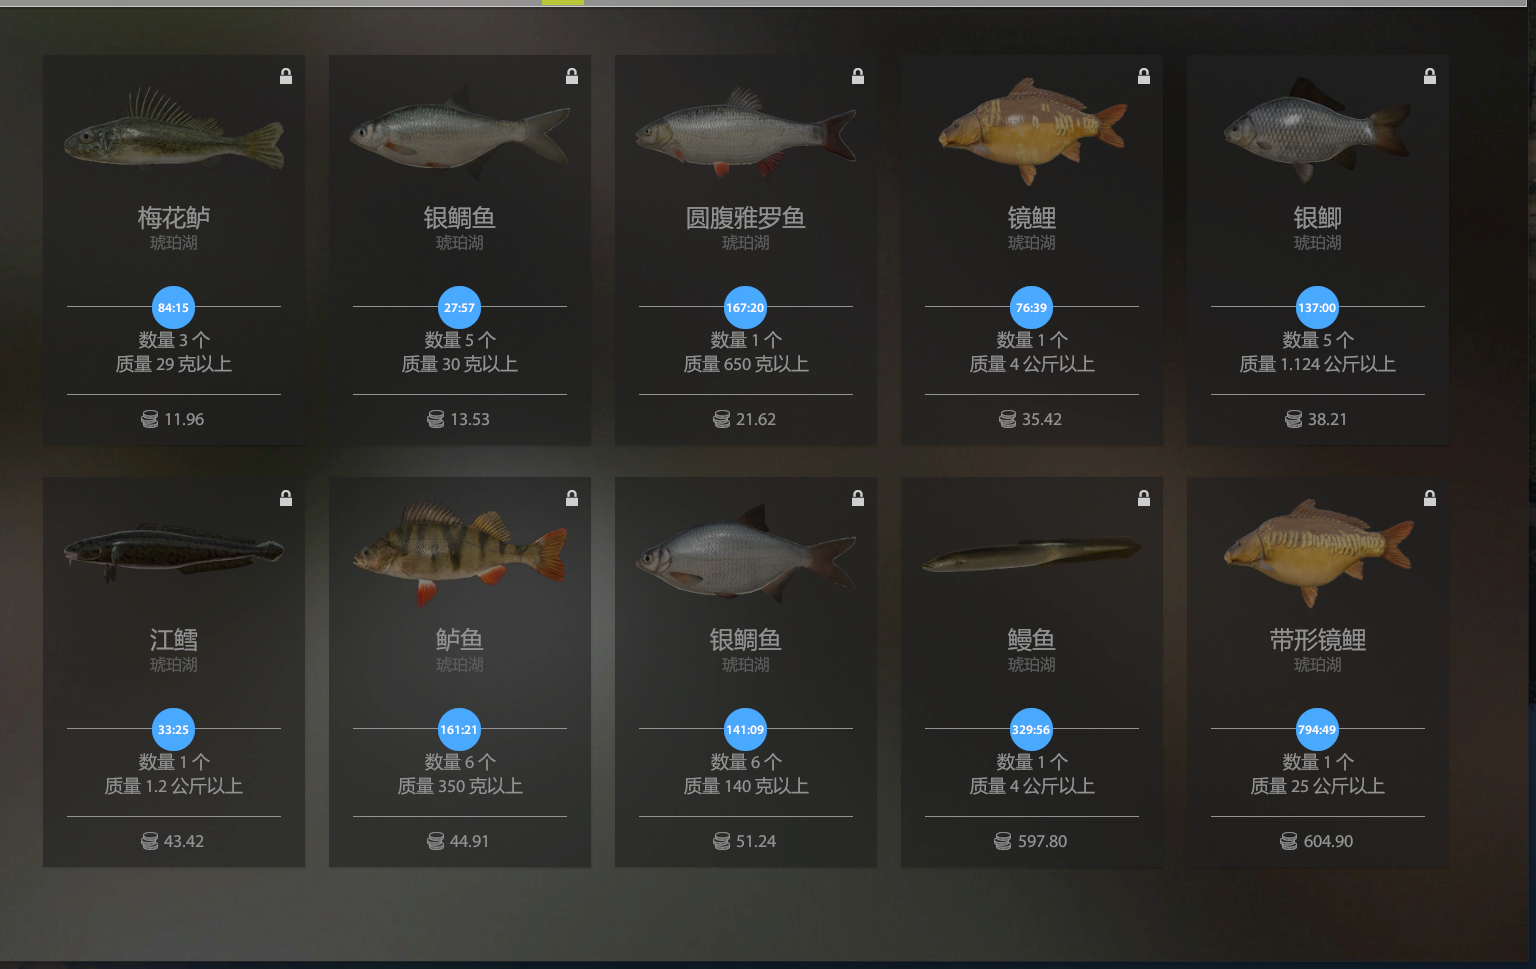 梅花鲈
琥珀湖
84:15
数量 3 个
质量 29 克以上
11.96
银鲷鱼
琥珀湖
27:57
数量 5 个
质量 30 克以上
13.53
圆腹雅罗鱼
琥珀湖
167:20
数量 1 个
质量 650 克以上
21.62
镜鲤
琥珀湖
76:39
数量 1 个
质量 4 公斤以上
35.42
银鲫
琥珀湖
137:00
数量 5 个
质量 1.124 公斤以上
38.21
江鳕
琥珀湖
33:25
数量 1 个
质量 1.2 公斤以上
43.42
鲈鱼
琥珀湖
161:21
数量 6 个
质量 350 克以上
44.91
银鲷鱼
琥珀湖
141:09
数量 6 个
质量 140 克以上
51.24
鳗鱼
琥珀湖
329:56
数量 1 个
质量 4 公斤以上
597.80
带形镜鲤
琥珀湖
794:49
数量 1 个
质量 25 公斤以上
604.90